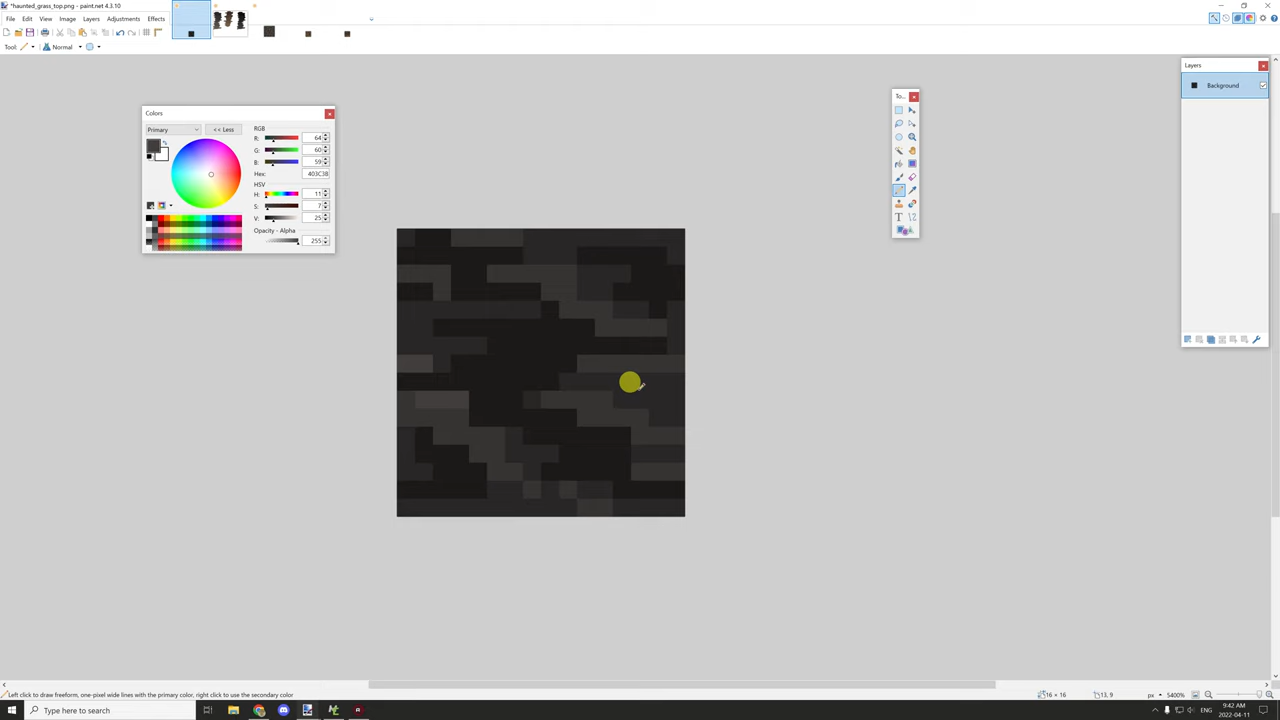 *haunted_grass_top.png - paint.net 4.3.10
File Edit View Image Layers Adjustments Effects
Tool: Normal
Layers
Background
Colors
Primary
<< Less
RGB
R: 64
G: 60
B: 59
Hex: 403C3B
HSV
H: 11
S: 7
V: 25
Opacity - Alpha
255
To...
Left click to draw freeform, one-pixel wide lines with the primary color, right click to use the secondary color
16 × 16
13, 9
px
5400%
Type here to search
ENG
9:42 AM
2022-04-11